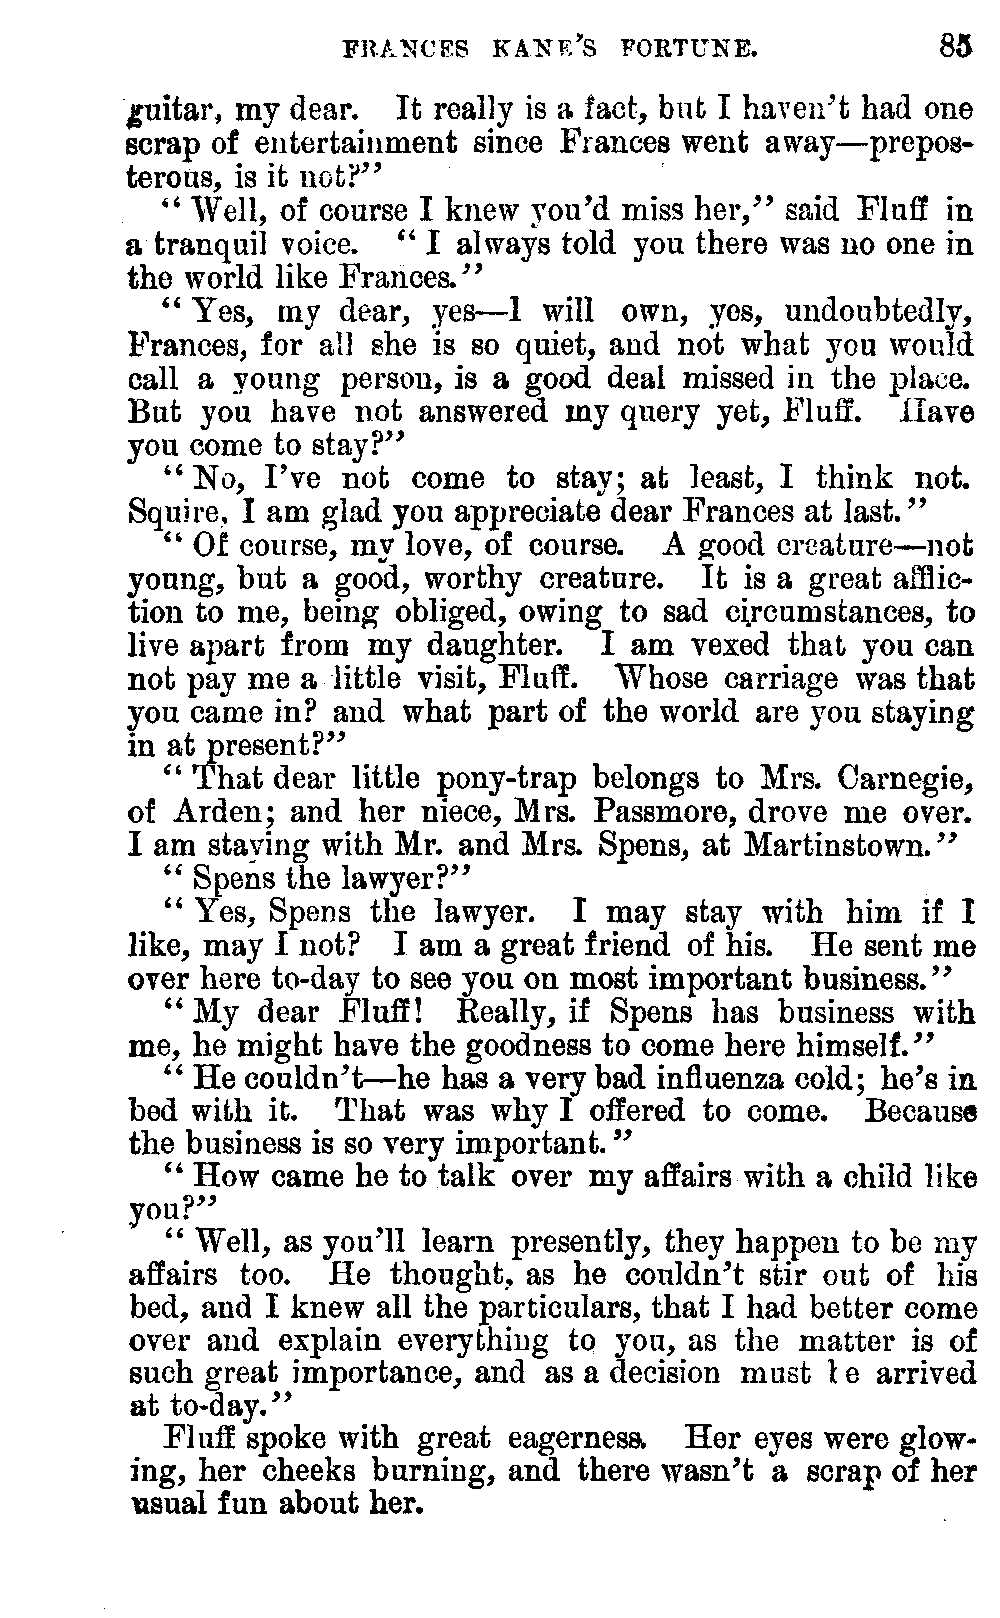 FRANCES KANE'S FORTUNE. 85
guitar, my dear. It really is a fact, but I haven't had one
scrap of entertainment since Frances went away—prepos-
terous, is it not?"
"Well, of course I knew you'd miss her," said Fluff in
a tranquil voice. "I always told you there was no one in
the world like Frances."
"Yes, my dear, yes—I will own, yes, undoubtedly,
Frances, for all she is so quiet, and not what you would
call a young person, is a good deal missed in the place.
But you have not answered my query yet, Fluff. Have
you come to stay?"
"No, I've not come to stay; at least, I think not.
Squire, I am glad you appreciate dear Frances at last."
"Of course, my love, of course. A good creature—not
young, but a good, worthy creature. It is a great afflic-
tion to me, being obliged, owing to sad circumstances, to
live apart from my daughter. I am vexed that you can
not pay me a little visit, Fluff. Whose carriage was that
you came in? and what part of the world are you staying
in at present?"
"That dear little pony-trap belongs to Mrs. Carnegie,
of Arden; and her niece, Mrs. Passmore, drove me over.
I am staying with Mr. and Mrs. Spens, at Martinstown."
"Spens the lawyer?"
"Yes, Spens the lawyer. I may stay with him if I
like, may I not? I am a great friend of his. He sent me
over here to-day to see you on most important business."
"My dear Fluff! Really, if Spens has business with
me, he might have the goodness to come here himself."
"He couldn't—he has a very bad influenza cold; he's in
bed with it. That was why I offered to come. Because
the business is so very important."
"How came he to talk over my affairs with a child like
you?"
"Well, as you'll learn presently, they happen to be my
affairs too. He thought, as he couldn't stir out of his
bed, and I knew all the particulars, that I had better come
over and explain everything to you, as the matter is of
such great importance, and as a decision must be arrived
at to-day."
Fluff spoke with great eagerness. Her eyes were glow-
ing, her cheeks burning, and there wasn't a scrap of her
usual fun about her.